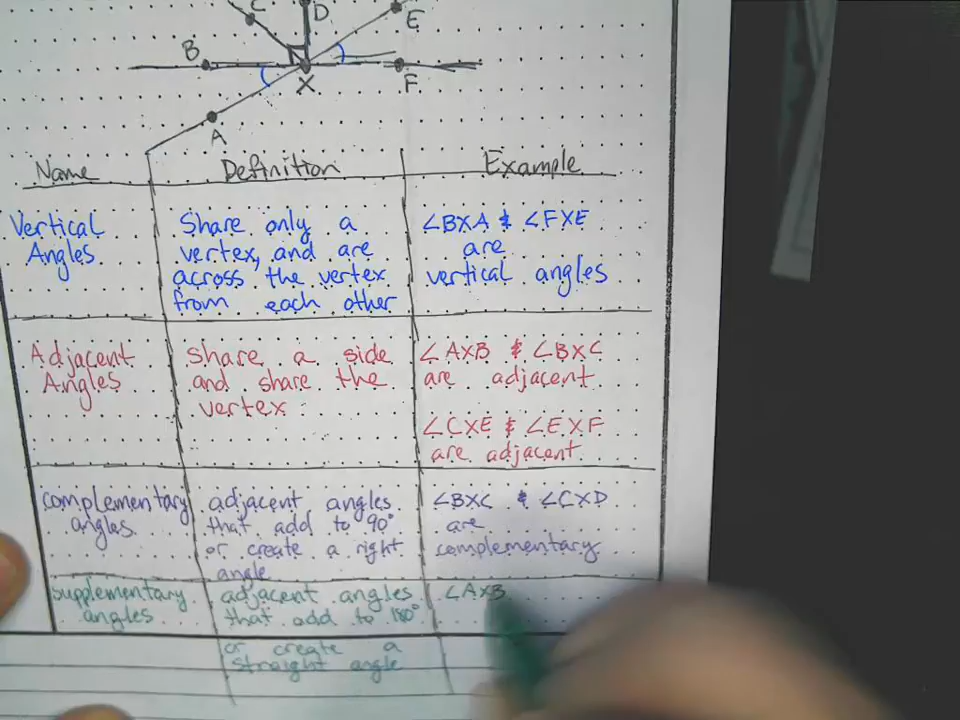 C
D
E
B
X
F
A
Name
Definition
Example
Vertical
Angles
Share only a
vertex, and are
across the vertex
from each other
∠BXA & ∠FXE
are
vertical angles
Adjacent
Angles
Share a side
and share the
vertex
∠AXB & ∠BXC
are adjacent
∠CXE & ∠EXF
are adjacent
complementary
angles
adjacent angles
that add to 90°
or create a right
angle
∠BXC & ∠CXD
are
complementary
supplementary
angles
adjacent angles
that add to 180°
or create a
straight angle
∠AXB